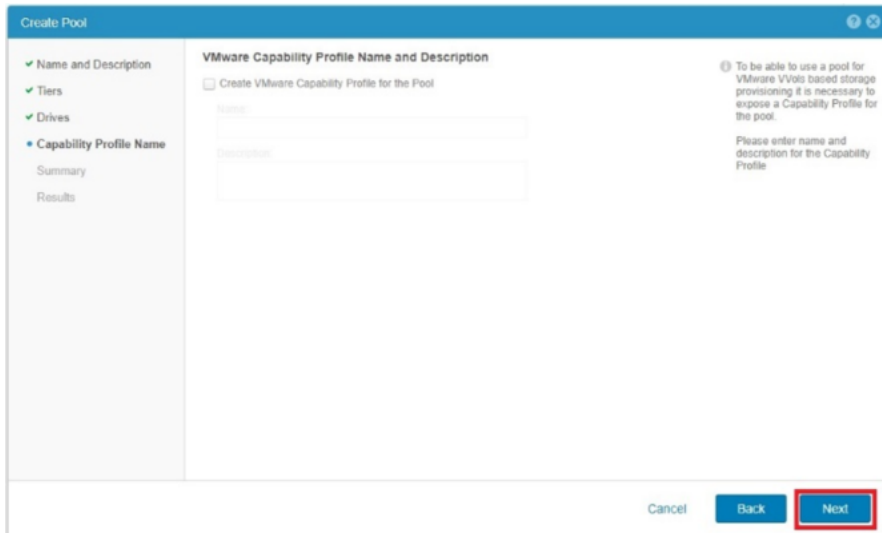 Create Pool
Name and Description
Tiers
Drives
Capability Profile Name
Summary
Results
VMware Capability Profile Name and Description
Create VMware Capability Profile for the Pool
Name:
Description:
To be able to use a pool for
VMware VVols based storage
provisioning it is necessary to
expose a Capability Profile for
the pool.
Please enter name and
description for the Capability
Profile
Cancel
Back
Next